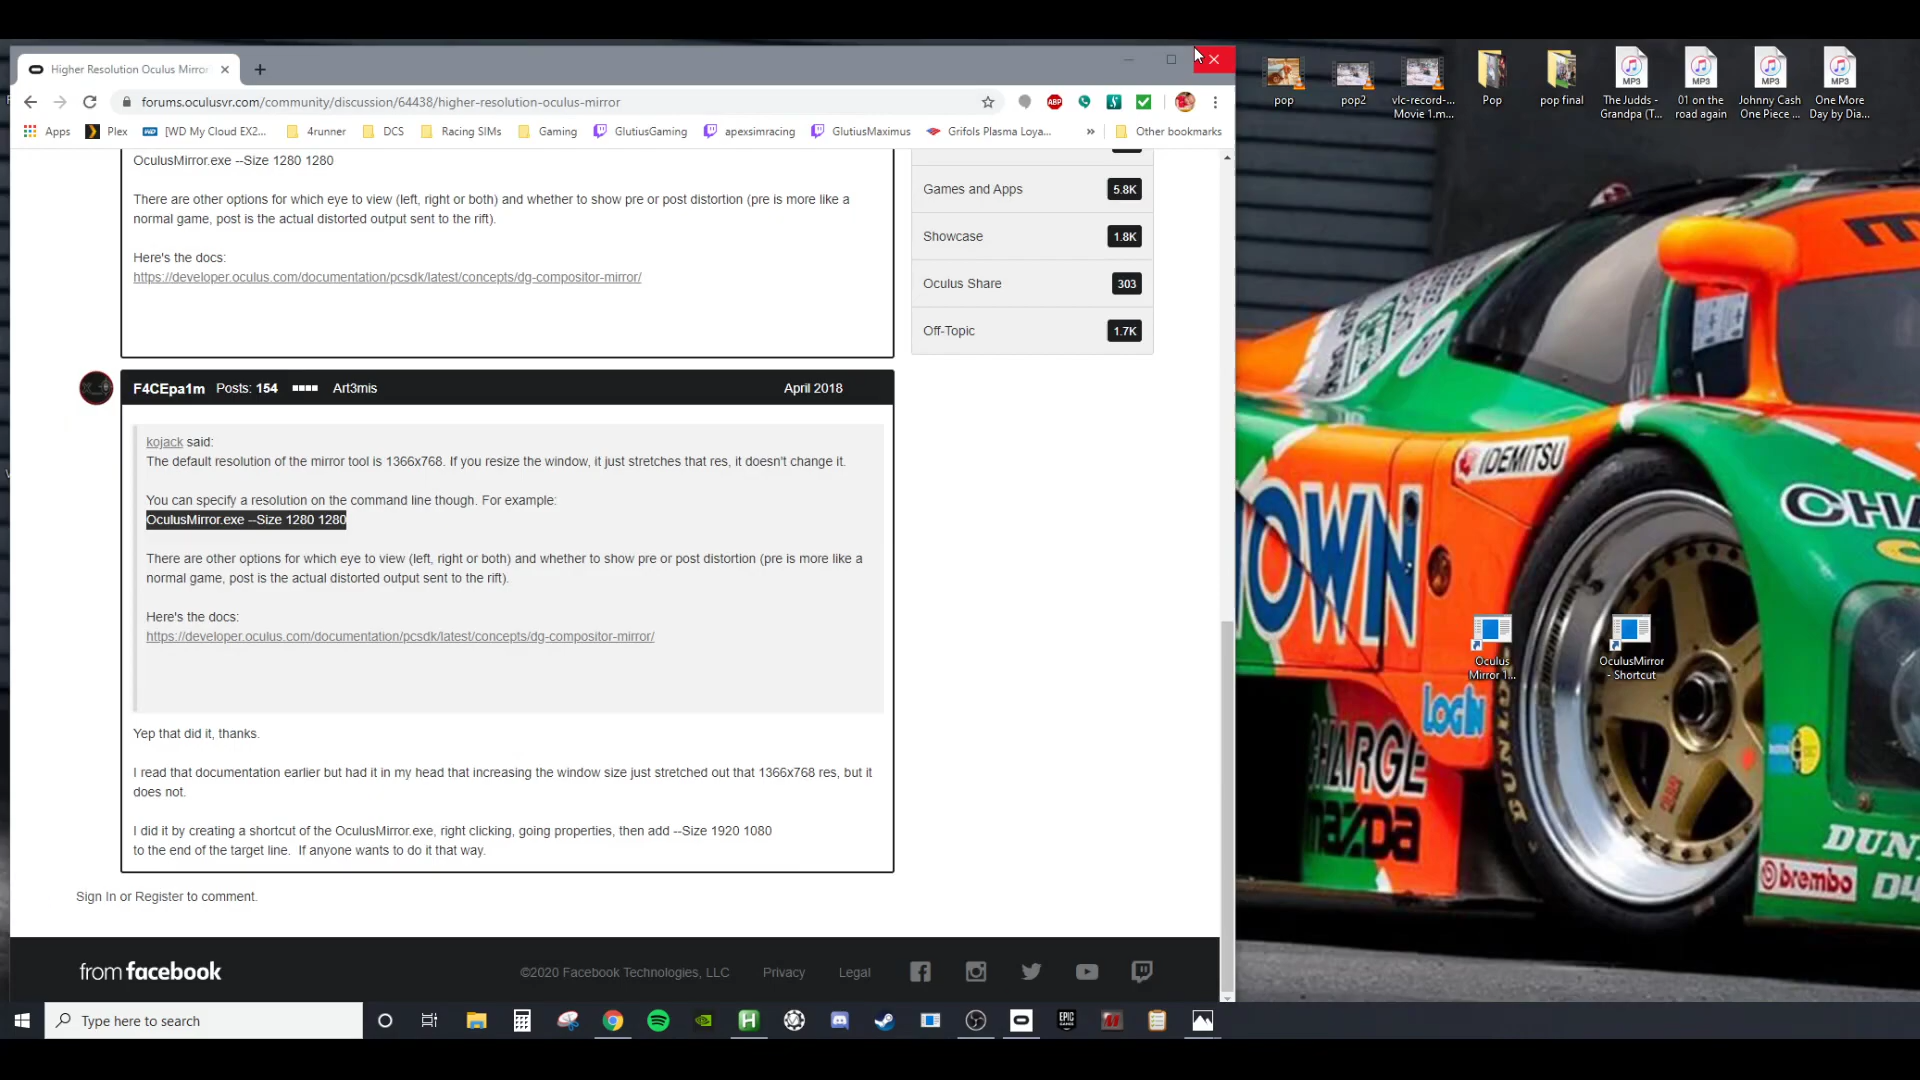 Higher Resolution Oculus Mirror
forums.oculusvr.com/community/discussion/64438/higher-resolution-oculus-mirror
ABP
Apps
Plex
WD
[WD My Cloud EX2...
4runner
DCS
Racing SIMs
Gaming
GlutiusGaming
apexsimracing
GlutiusMaximus
Grifols Plasma Loya...
»
Other bookmarks
OculusMirror.exe --Size 1280 1280
There are other options for which eye to view (left, right or both) and whether to show pre or post distortion (pre is more like a
normal game, post is the actual distorted output sent to the rift).
Here's the docs:
https://developer.oculus.com/documentation/pcsdk/latest/concepts/dg-compositor-mirror/
Games and Apps 5.8K
Showcase 1.8K
Oculus Share 303
Off-Topic 1.7K
F4CEpa1m Posts: 154 Art3mis April 2018
kojack said:
The default resolution of the mirror tool is 1366x768. If you resize the window, it just stretches that res, it doesn't change it.
You can specify a resolution on the command line though. For example:
OculusMirror.exe --Size 1280 1280
There are other options for which eye to view (left, right or both) and whether to show pre or post distortion (pre is more like a
normal game, post is the actual distorted output sent to the rift).
Here's the docs:
https://developer.oculus.com/documentation/pcsdk/latest/concepts/dg-compositor-mirror/
Yep that did it, thanks.
I read that documentation earlier but had it in my head that increasing the window size just stretched out that 1366x768 res, but it
does not.
I did it by creating a shortcut of the OculusMirror.exe, right clicking, going properties, then add --Size 1920 1080
to the end of the target line. If anyone wants to do it that way.
Sign In or Register to comment.
from facebook
©2020 Facebook Technologies, LLC Privacy Legal
pop
pop2
vlc-record-...
Movie 1.m...
Pop
pop final
MP3
The Judds -
Grandpa (T...
MP3
01 on the
road again
MP3
Johnny Cash
One Piece ...
MP3
One More
Day by Dia...
Oculus
Mirror 1...
OculusMirror
- Shortcut
IDEMITSU
OWN
CHA
LOGIN
CHARGE
mazda
DUNLOP
DUN
brembo
Type here to search
EPIC
GAMES